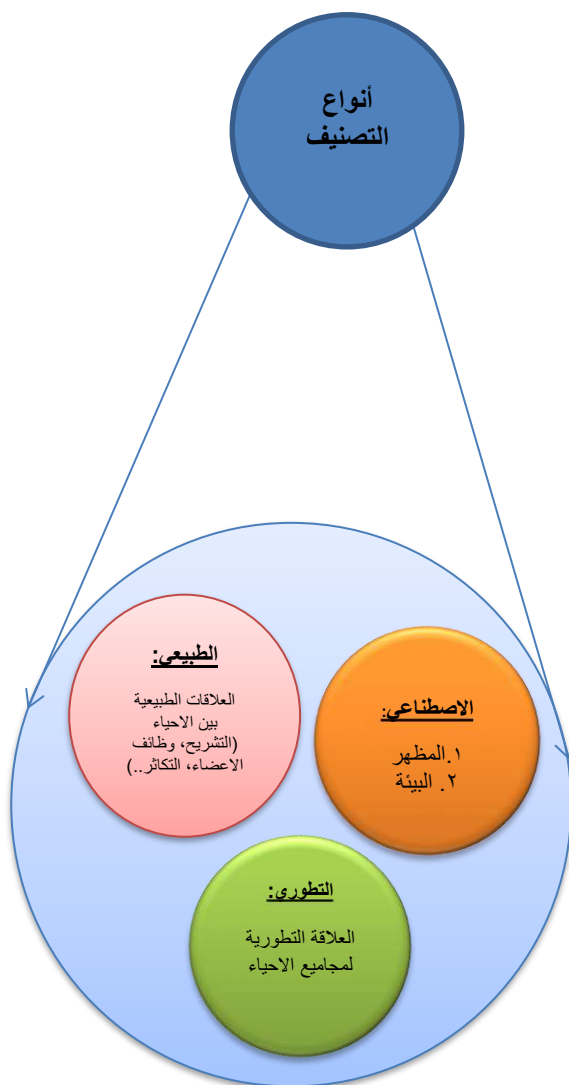 أنواع
التصنيف
الطبيعي:
العلاقات الطبيعية
بين الاحياء
(التشريح، وظائف
الاعضاء، التكاثر..)
الاصطناعي:
١.المظهر
٢. البيئة
التطوري:
العلاقة التطورية
لمجاميع الاحياء